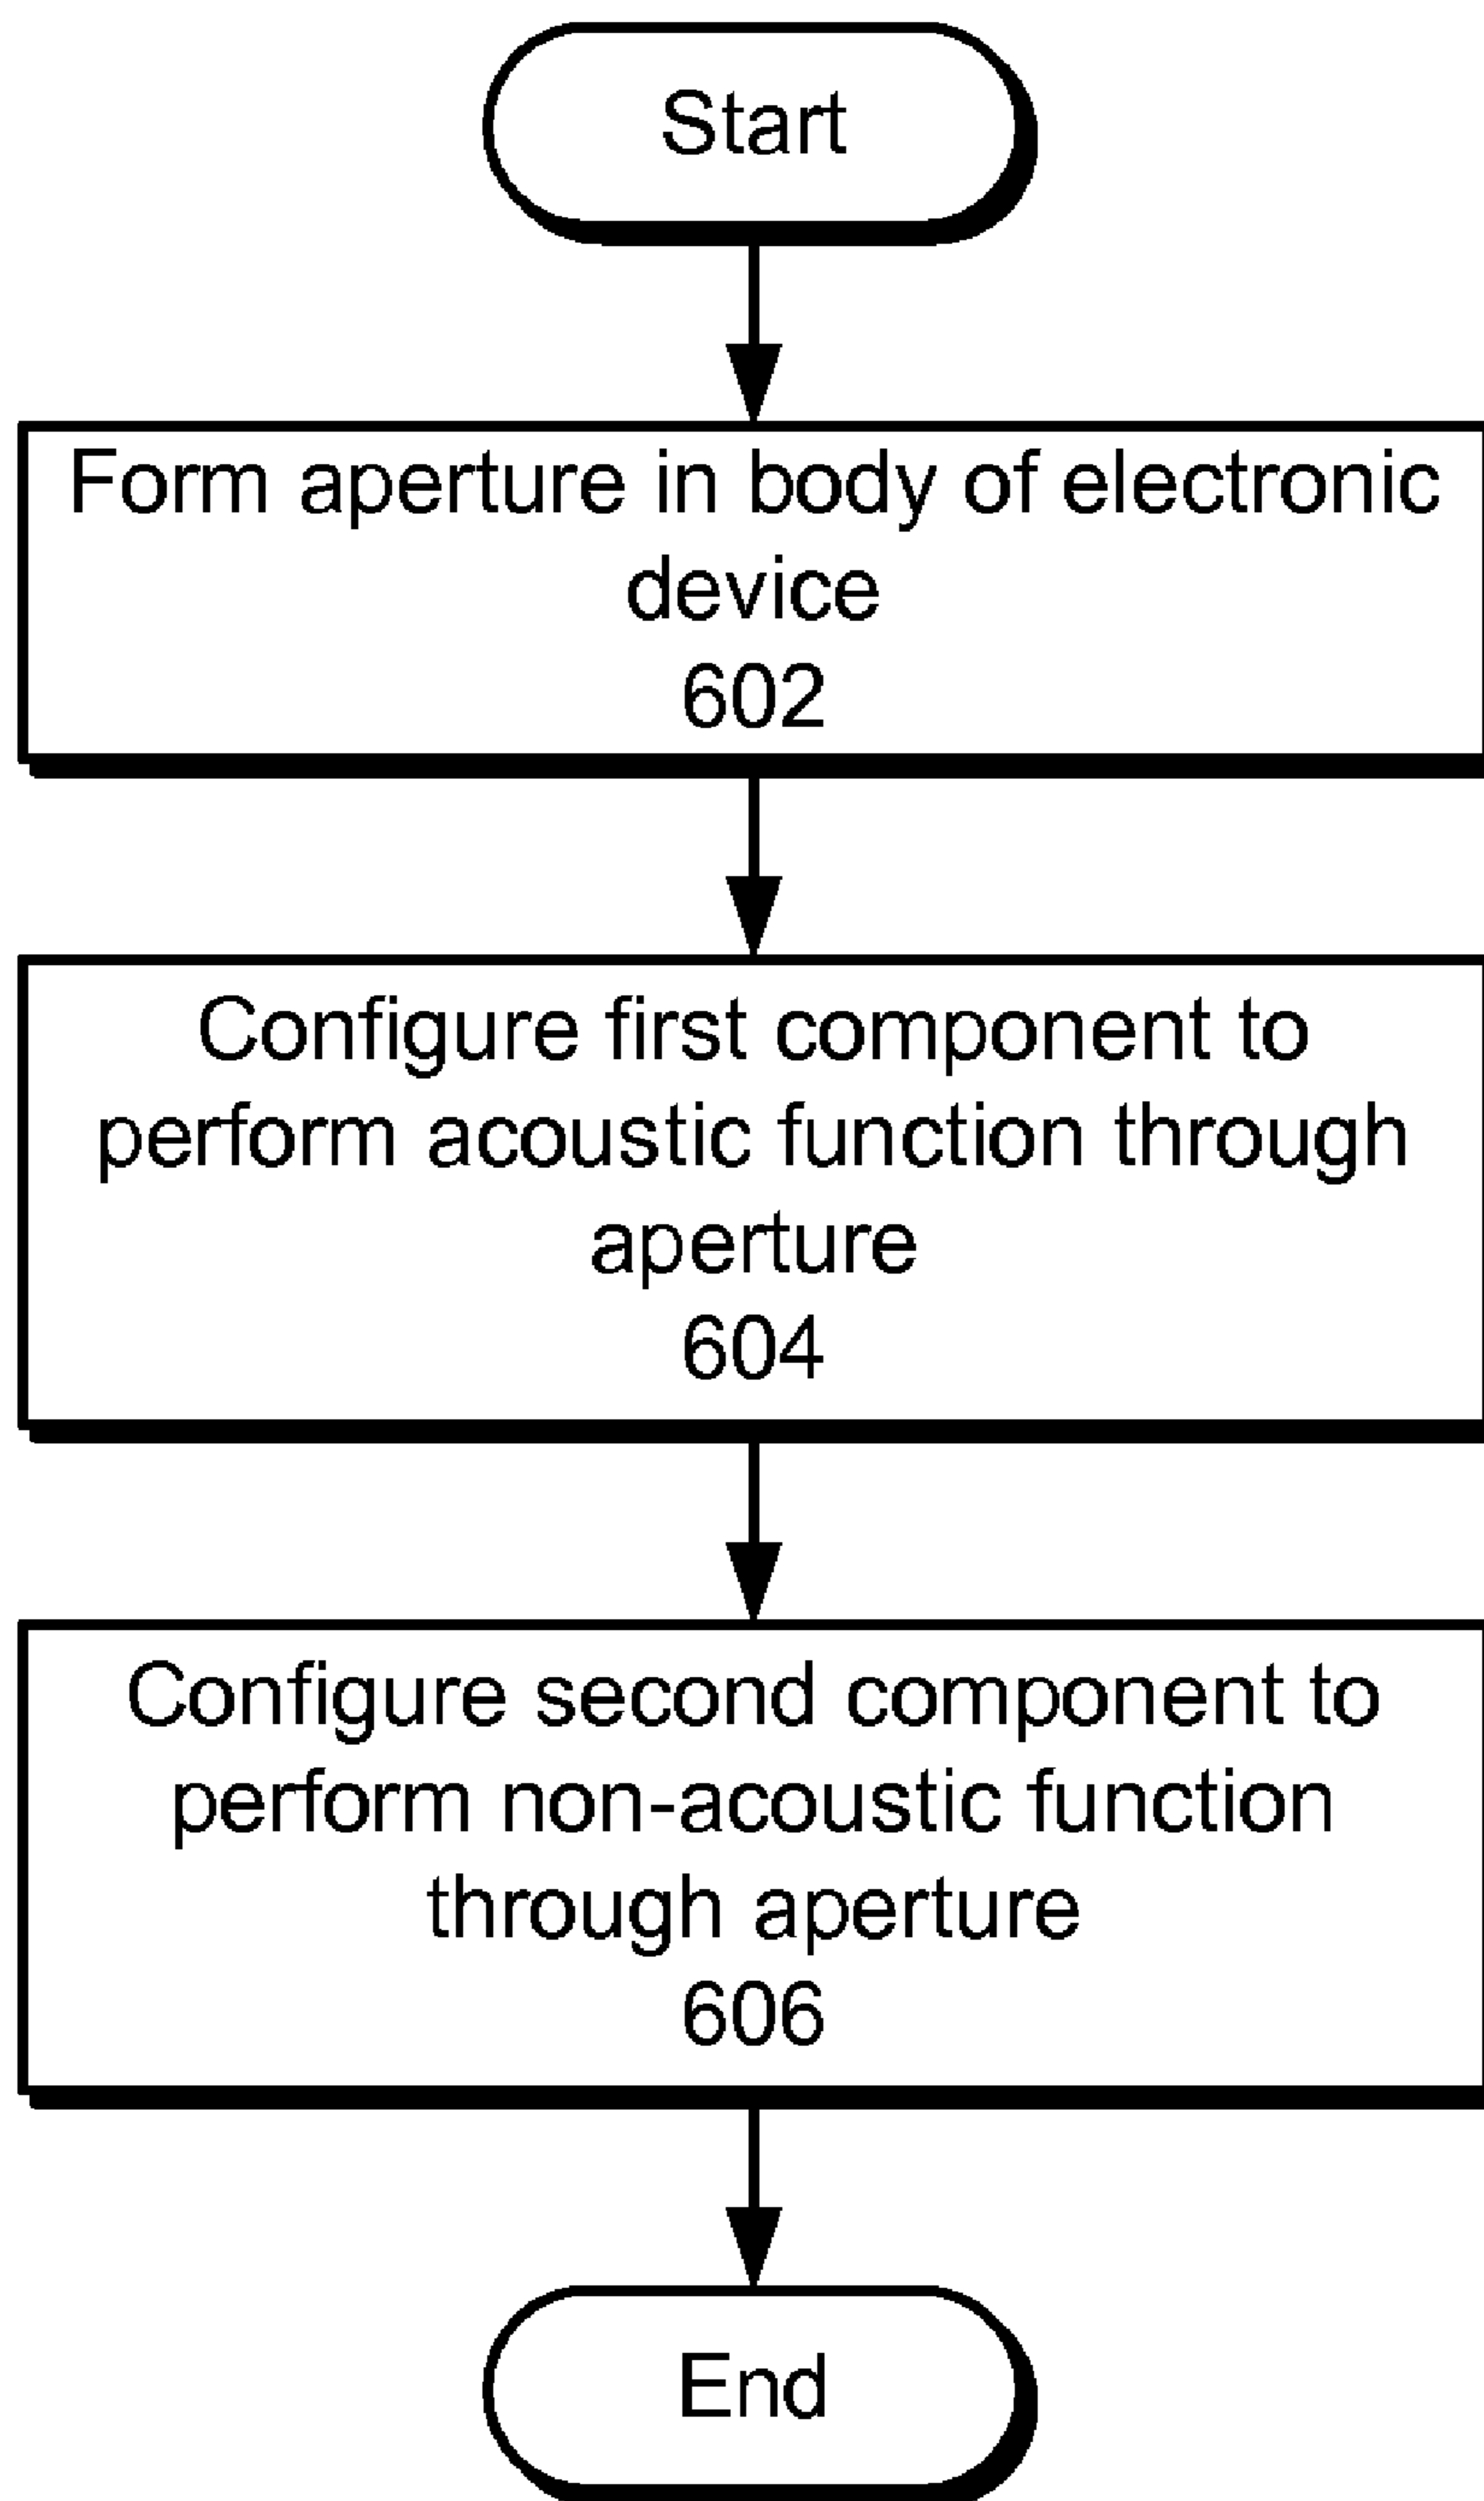 Start
Form aperture in body of electronic
device
602
Configure first component to
perform acoustic function through
aperture
604
Configure second component to
perform non-acoustic function
through aperture
606
End